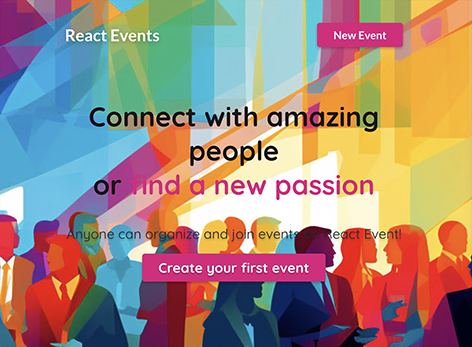 React Events
New Event
Connect with amazing
people
or find a new passion
Anyone can organize and join events on React Event!
Create your first event